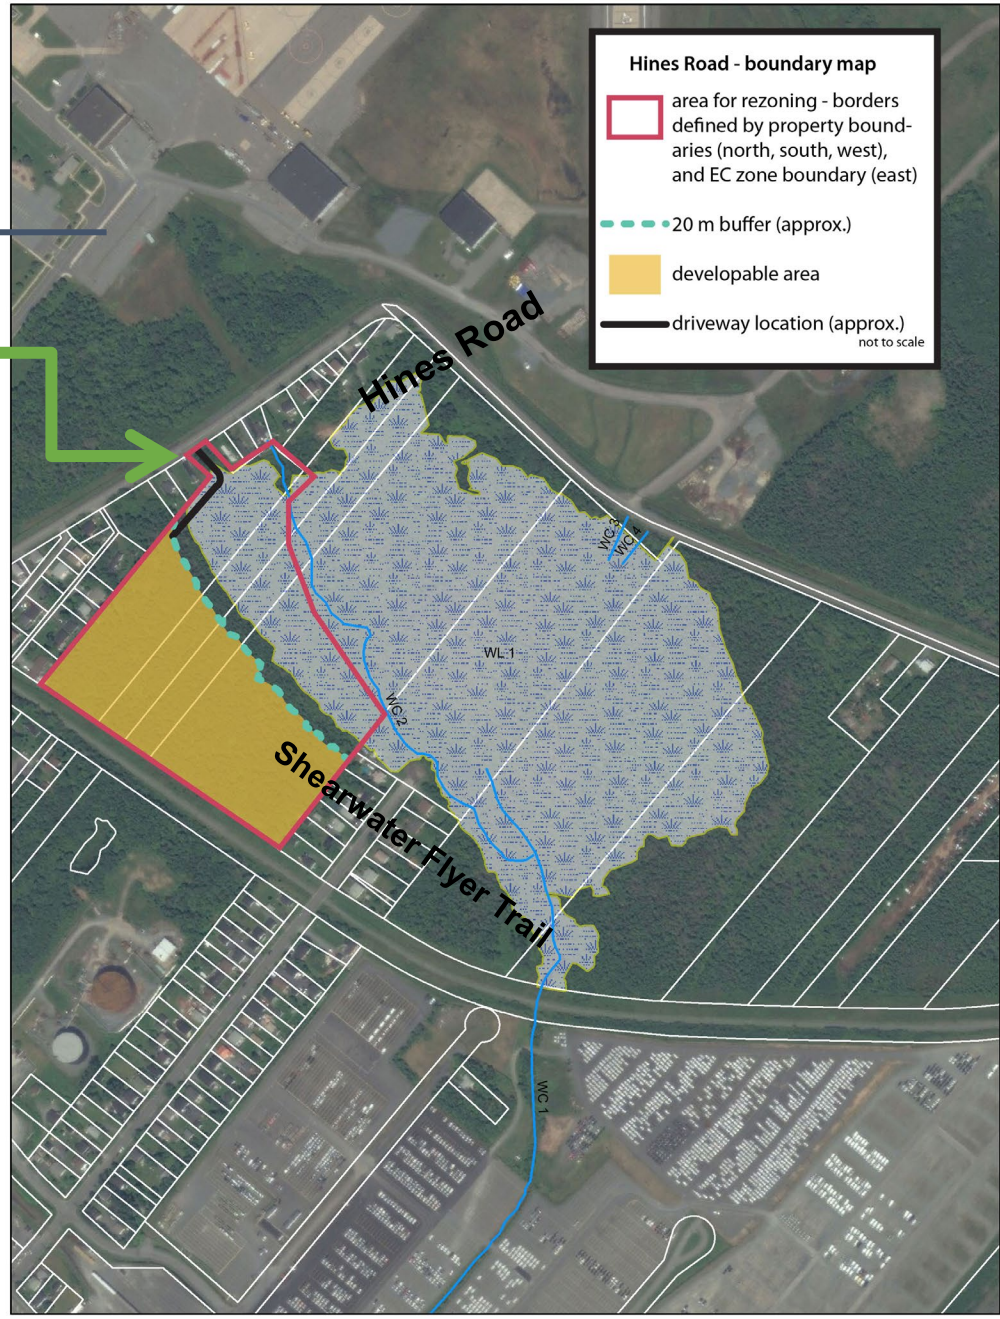 Hines Road - boundary map
area for rezoning - borders
defined by property bound-
aries (north, south, west),
and EC zone boundary (east)
20 m buffer (approx.)
developable area
driveway location (approx.)
not to scale
Hines Road
WC 3
WC 4
WL 1
WC 2
Shearwater Flyer Trail
WC 1